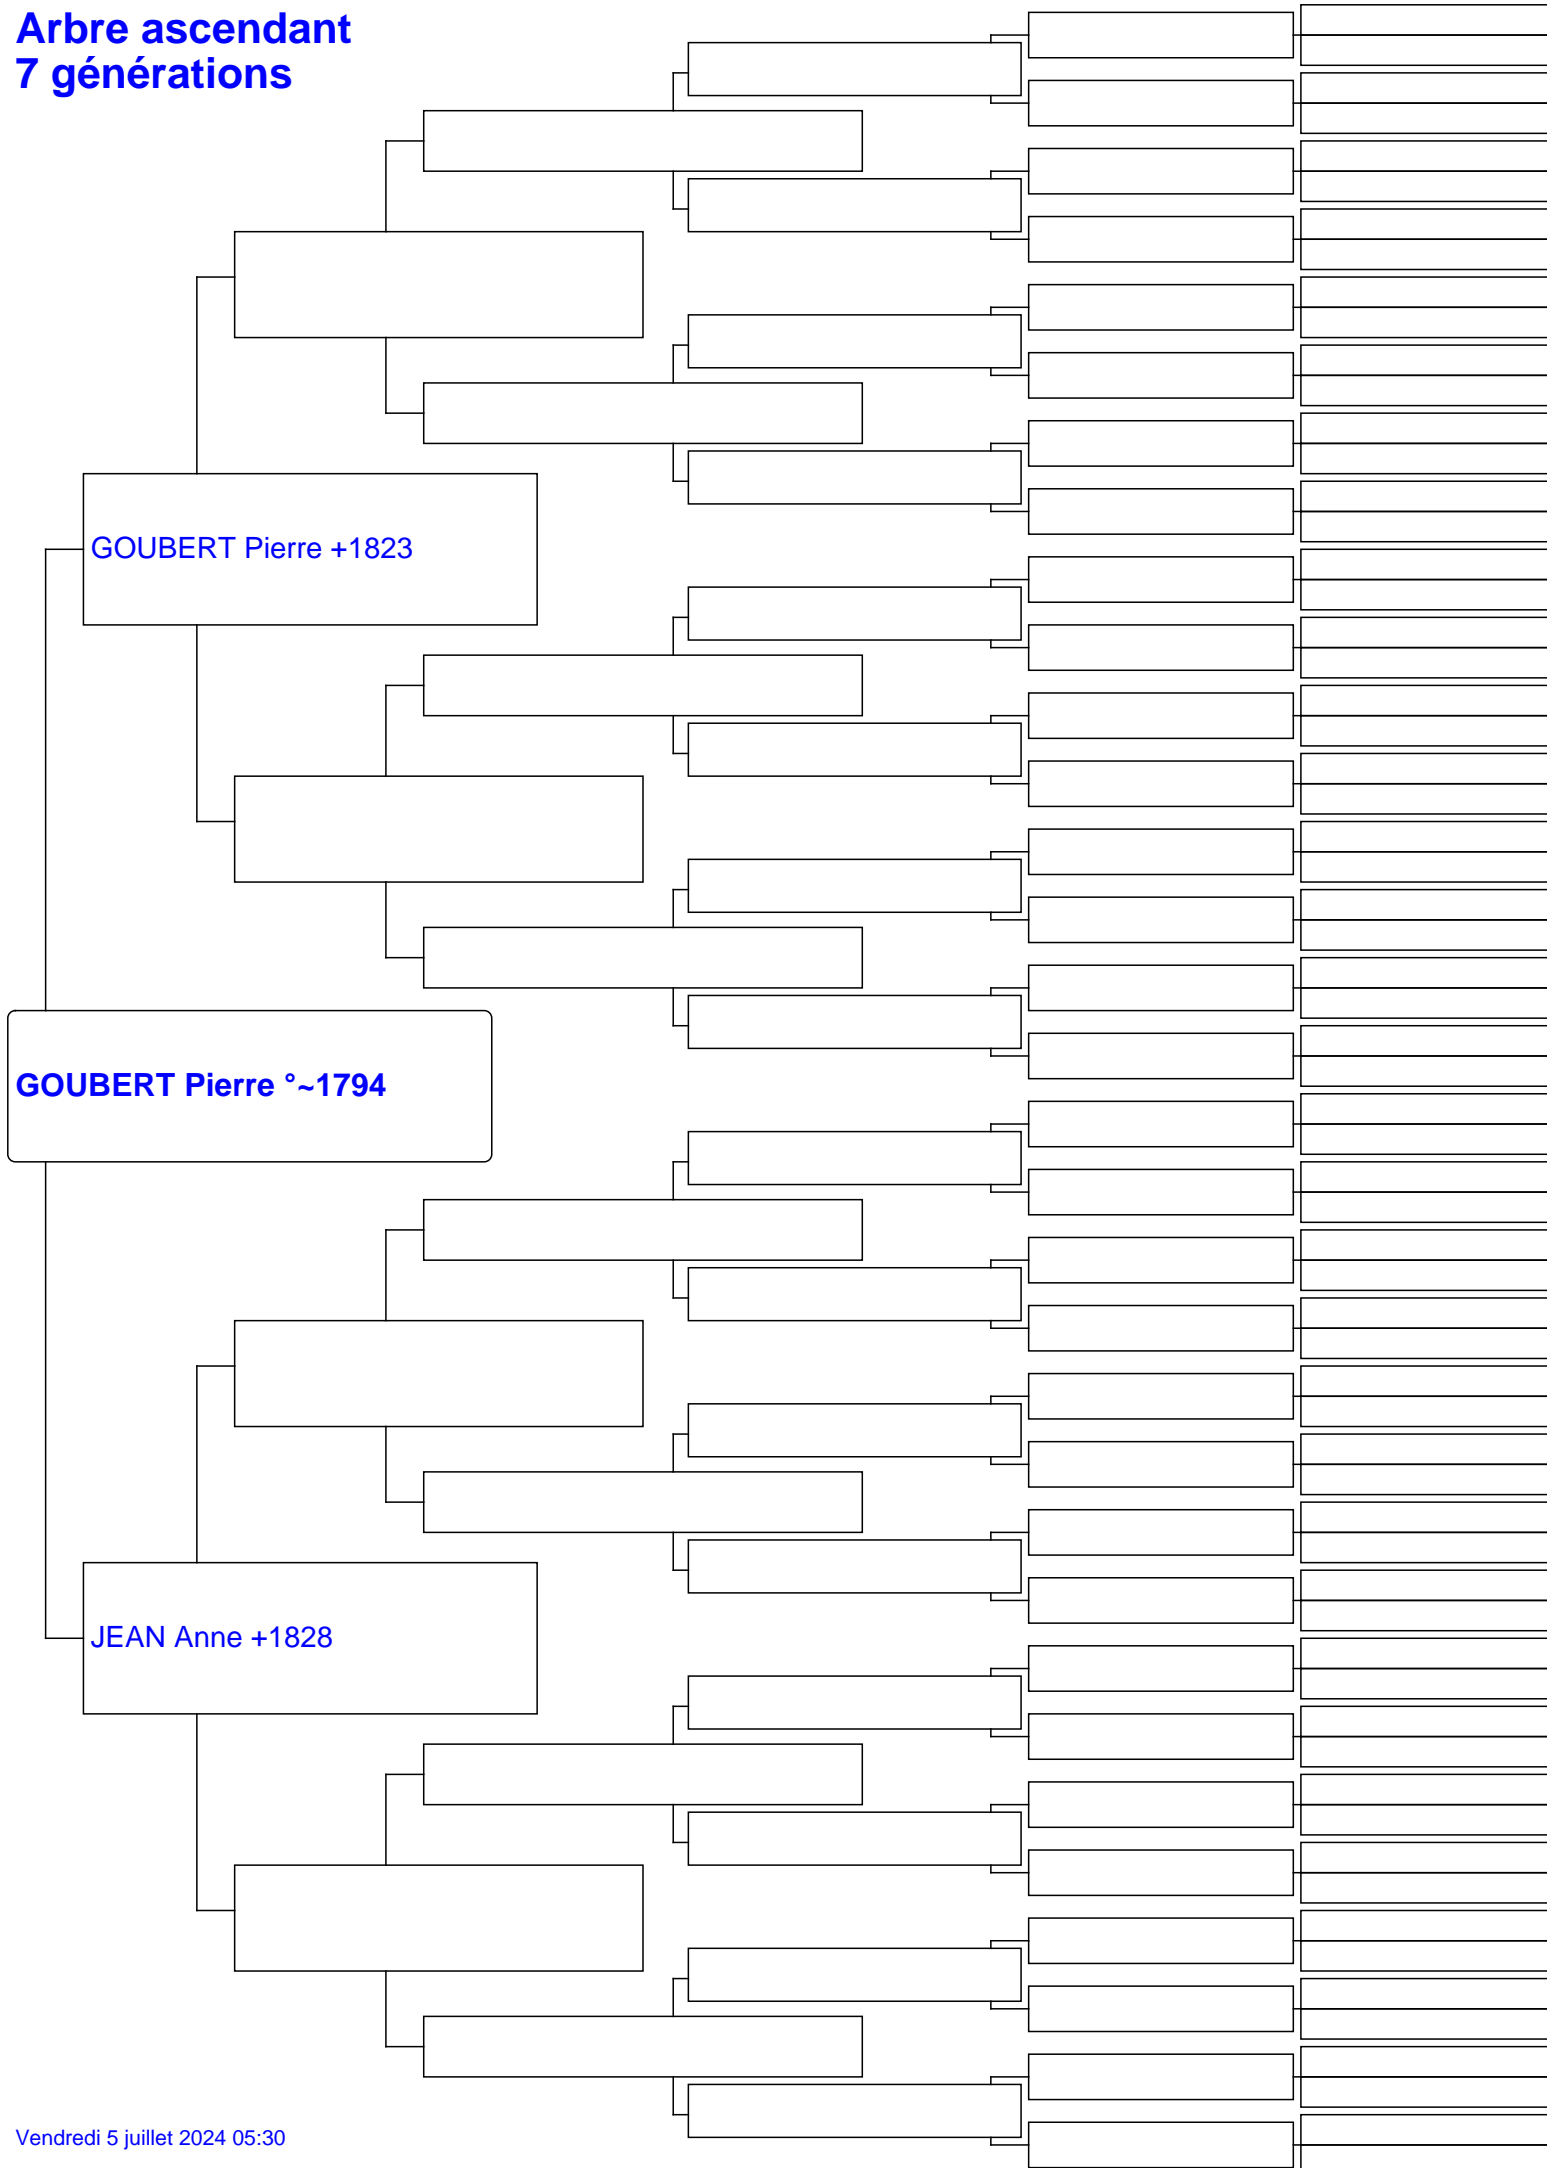 Arbre ascendant
7 générations
GOUBERT Pierre +1823
GOUBERT Pierre °~1794
JEAN Anne +1828
Vendredi 5 juillet 2024 05:30